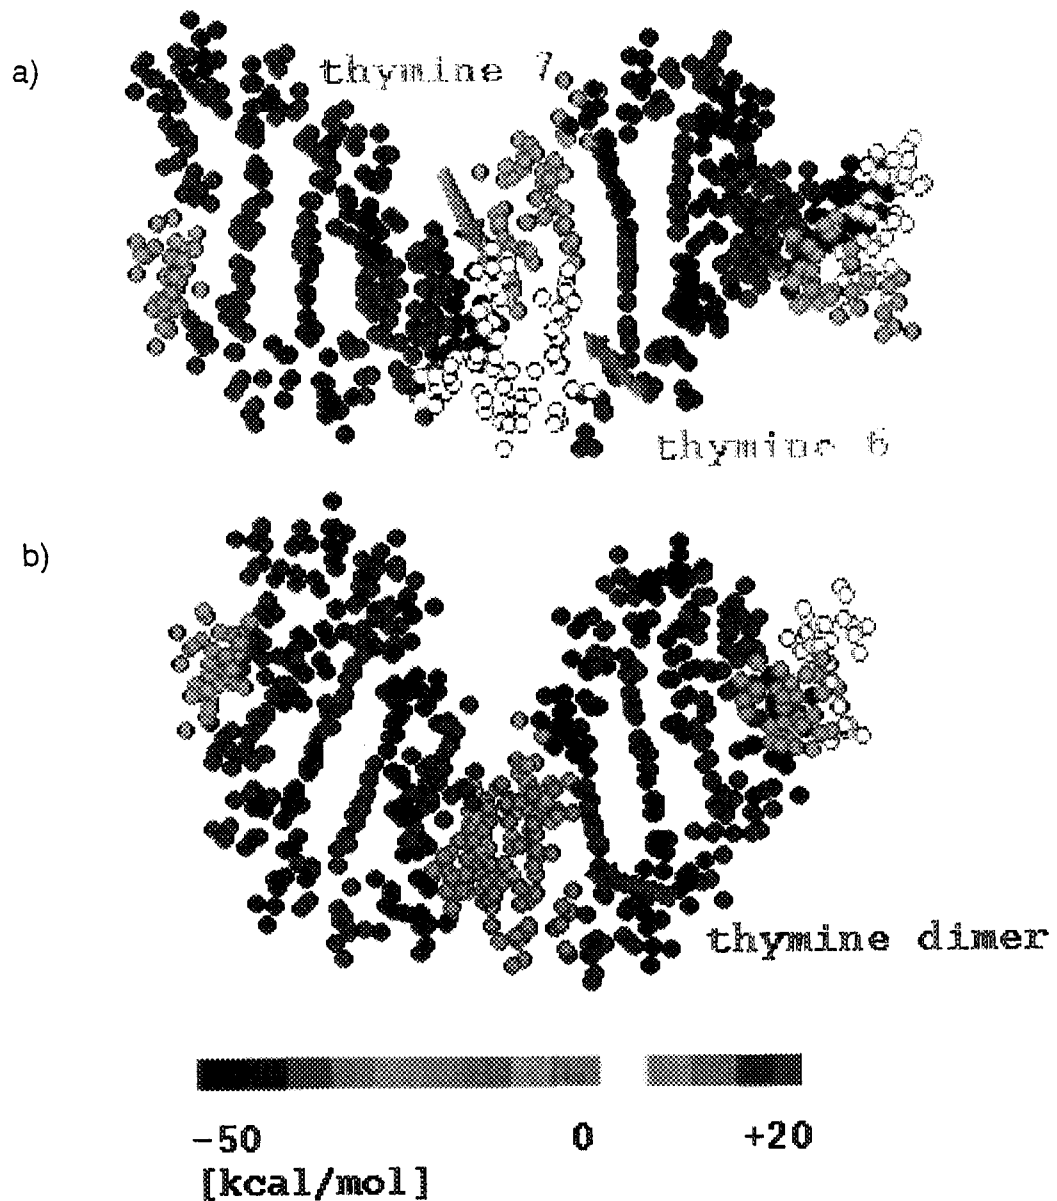 a)
thymine 7
thymine 6
b)
thymine dimer
-50 0 +20
[kcal/mol]